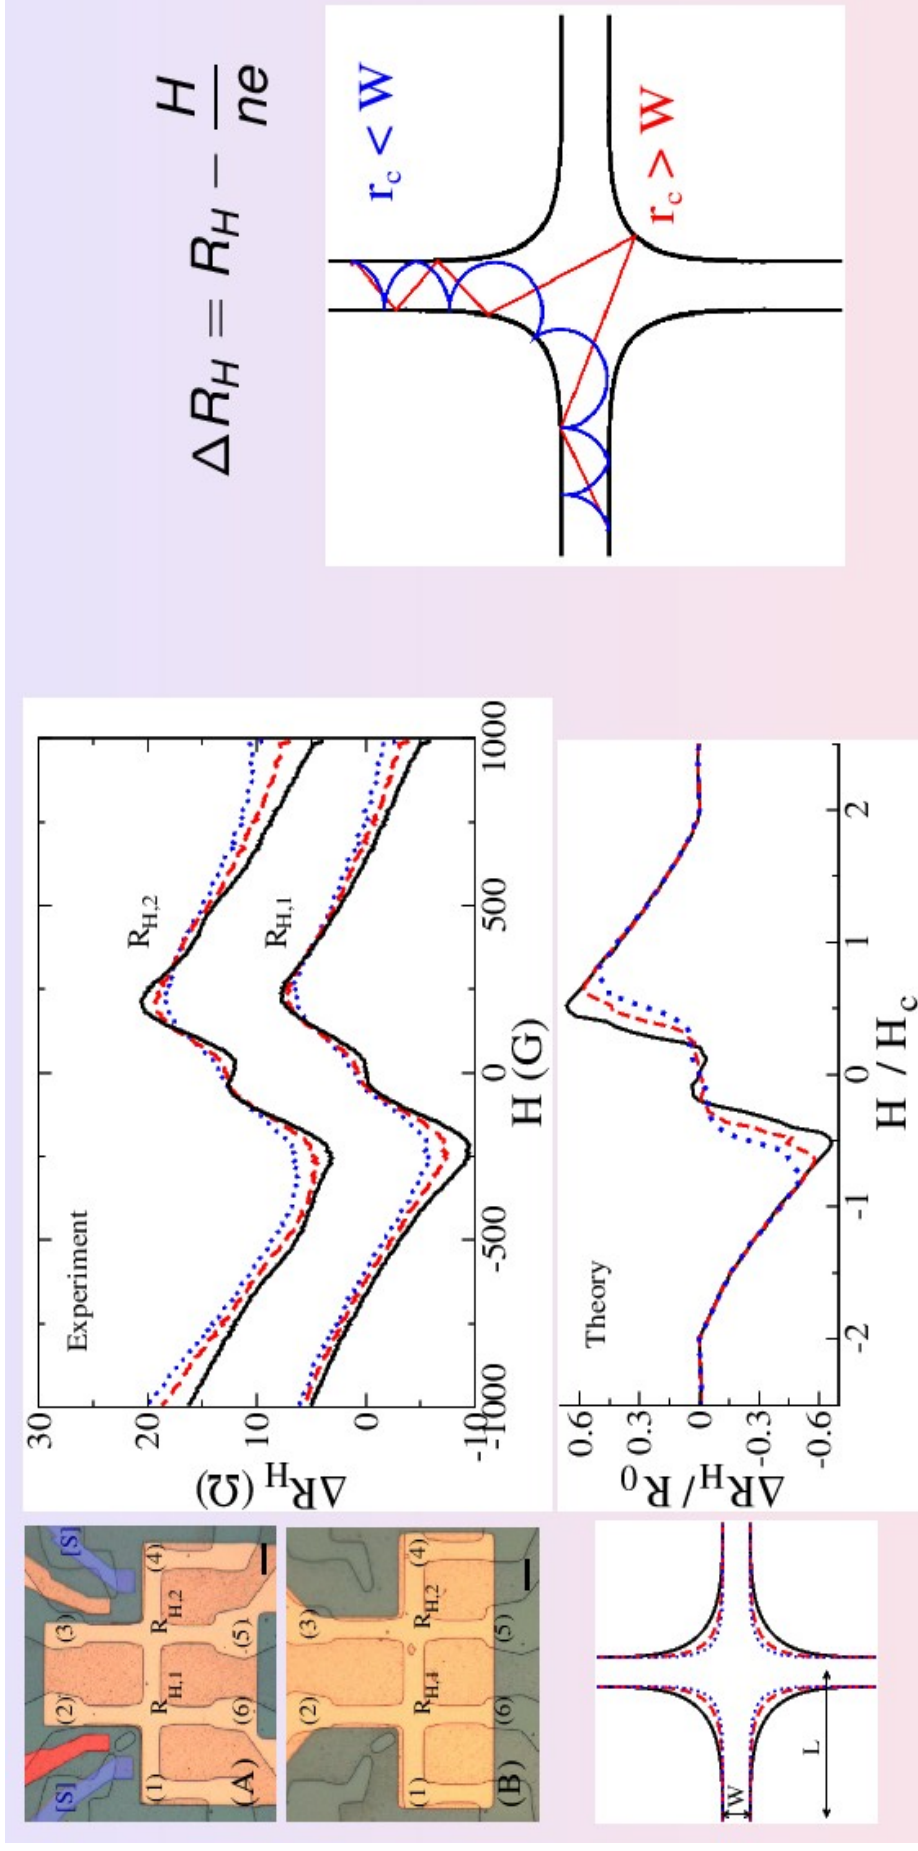 [S]
(2)
(3)
[S]
(1)
R_H,1
R_H,2
(4)
(A)
(6)
(5)
(2)
(3)
(1)
R_H,1
R_H,2
(4)
(B)
(6)
(5)
W
L
Experiment
R_H,2
R_H,1
30
20
10
0
-10
ΔR_H (Ω)
-1000
-500
0
500
1000
H (G)
Theory
0.6
0.3
0
-0.3
-0.6
ΔR_H / R_0
-2
-1
0
1
2
H / H_c
ΔR_H = R_H − H/ne
r_c < W
r_c > W